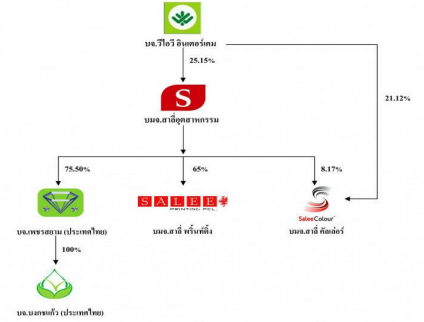 บจ.วีไอวี อินเตอร์เคม
25.15%
21.12%
S
บมจ.สาลี่อุตสาหกรรม
75.50%
65%
8.17%
SALEE
PRINTING PCL.
SaleeColour
บจ.เพชรสยาม (ประเทศไทย)
บมจ.สาลี่ พริ้นท์ติ้ง
บมจ.สาลี่ คัลเล่อร์
100%
บจ.บงกชแก้ว (ประเทศไทย)